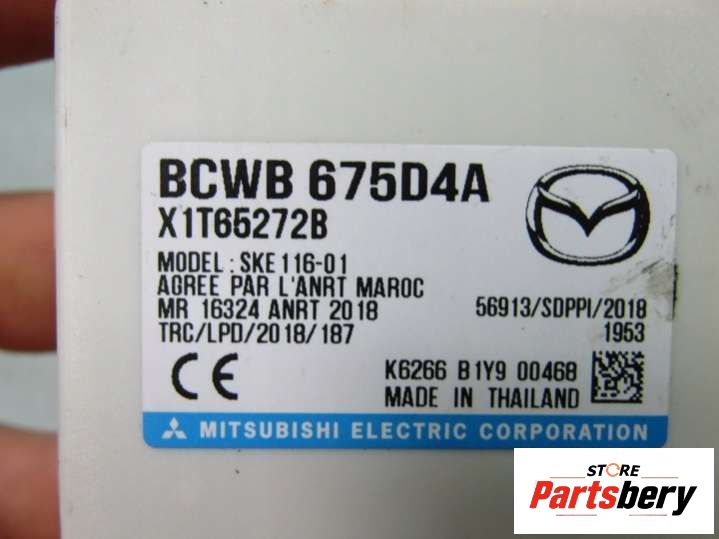 BCWB 675D4A
X1T65272B
MODEL : SKE116-01
AGREE PAR L'ANRT MAROC
MR 16324 ANRT 2018
56913/SDPPI/2018
TRC/LPD/2018/187
1953
CE
K6266 B1Y9 00468
MADE IN THAILAND
MITSUBISHI ELECTRIC CORPORATION
STORE
Partsbery